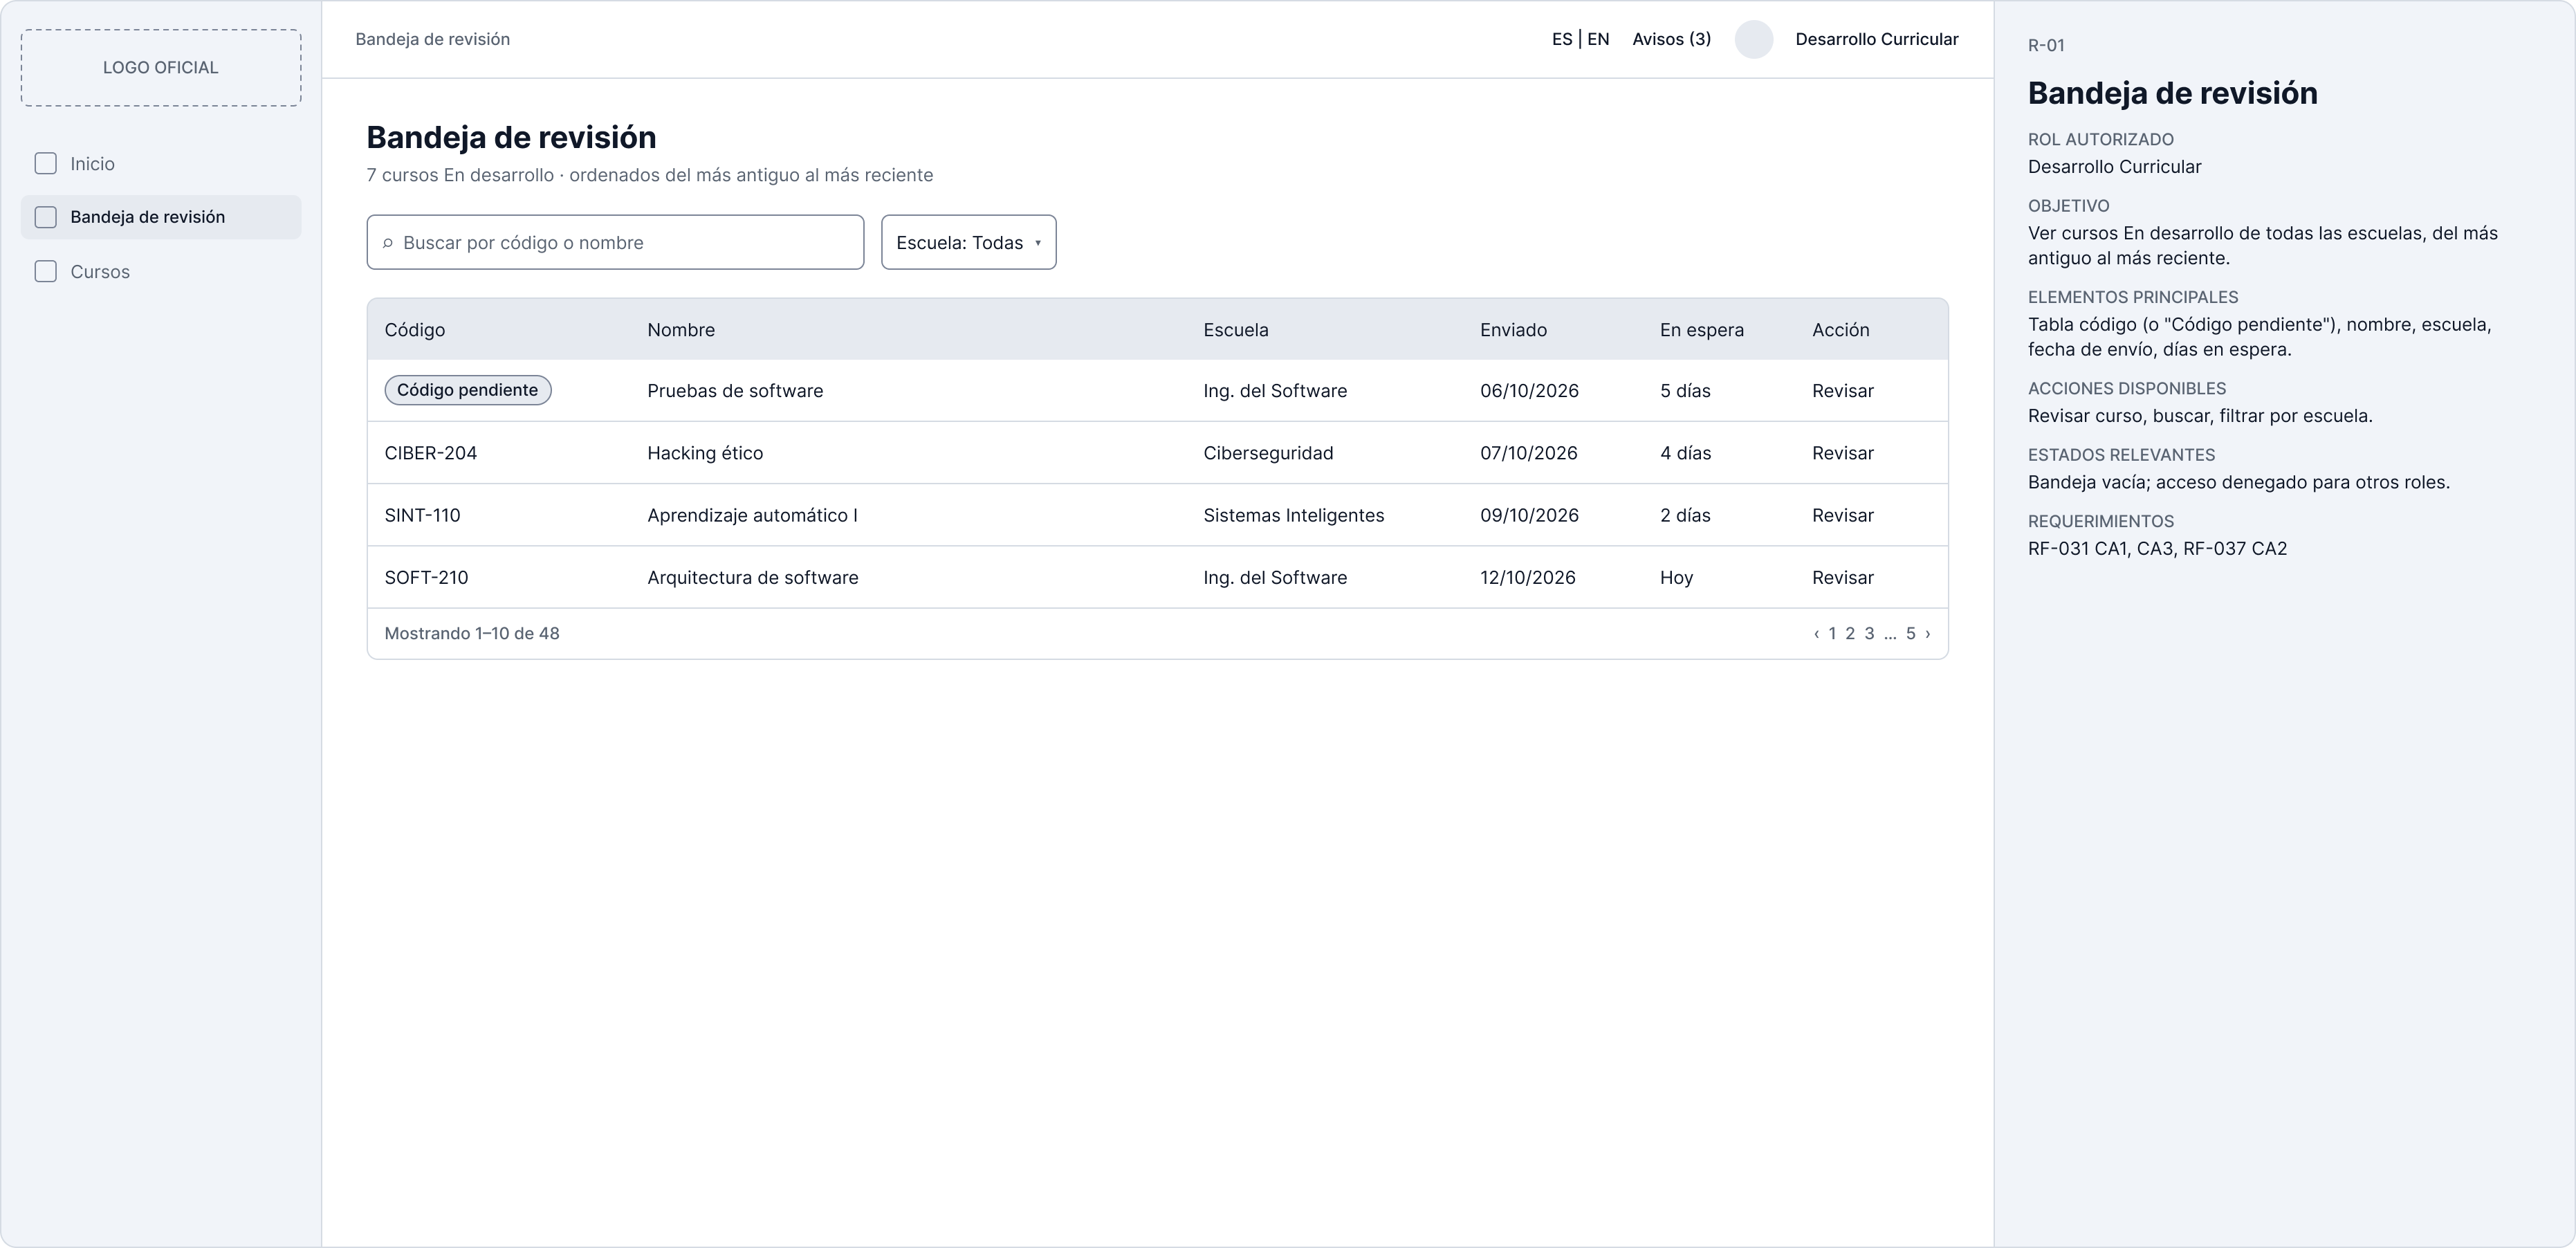 LOGO OFICIAL
Inicio
Bandeja de revisión
Cursos
Bandeja de revisión
ES | EN
Avisos (3)
Desarrollo Curricular
Bandeja de revisión
7 cursos En desarrollo · ordenados del más antiguo al más reciente
Buscar por código o nombre
Escuela: Todas
Código Nombre Escuela Enviado En espera Acción
Código pendiente Pruebas de software Ing. del Software 06/10/2026 5 días Revisar
CIBER-204 Hacking ético Ciberseguridad 07/10/2026 4 días Revisar
SINT-110 Aprendizaje automático I Sistemas Inteligentes 09/10/2026 2 días Revisar
SOFT-210 Arquitectura de software Ing. del Software 12/10/2026 Hoy Revisar
Mostrando 1–10 de 48 ‹ 1 2 3 … 5 ›
R-01
Bandeja de revisión
ROL AUTORIZADO
Desarrollo Curricular
OBJETIVO
Ver cursos En desarrollo de todas las escuelas, del más
antiguo al más reciente.
ELEMENTOS PRINCIPALES
Tabla código (o "Código pendiente"), nombre, escuela,
fecha de envío, días en espera.
ACCIONES DISPONIBLES
Revisar curso, buscar, filtrar por escuela.
ESTADOS RELEVANTES
Bandeja vacía; acceso denegado para otros roles.
REQUERIMIENTOS
RF-031 CA1, CA3, RF-037 CA2